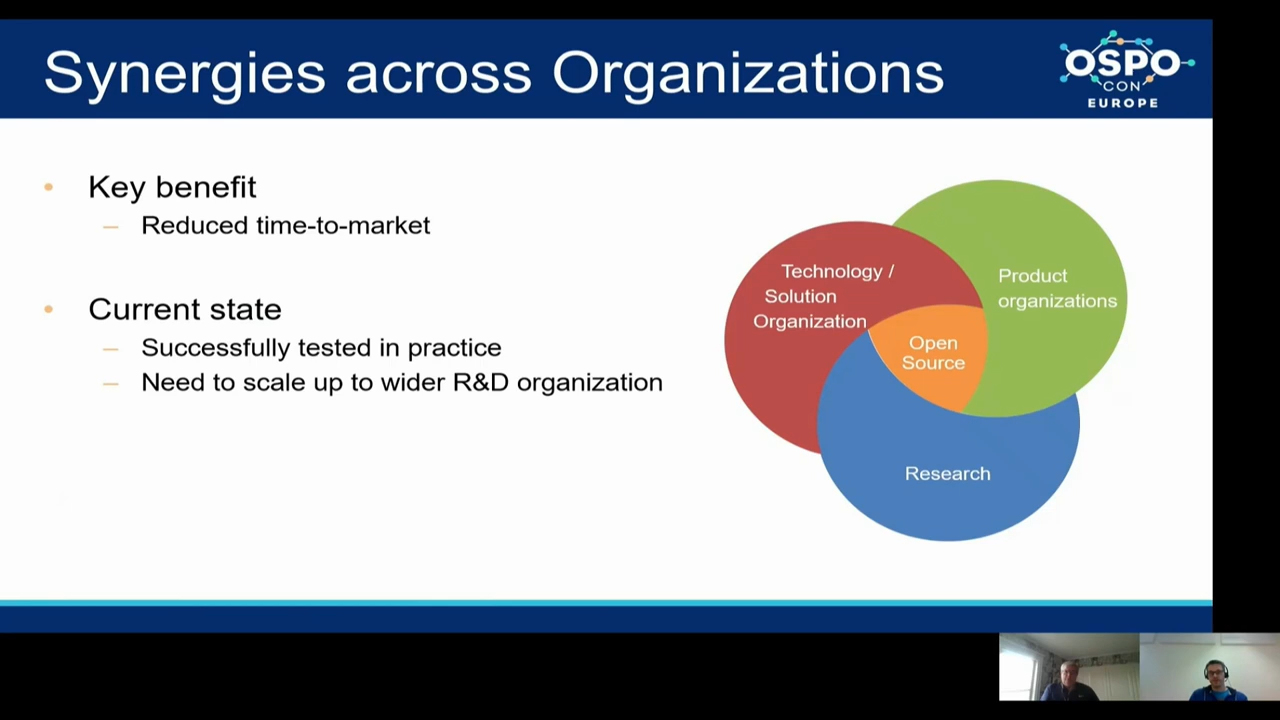 Synergies across Organizations
OSPO
CON
EUROPE
• Key benefit
– Reduced time-to-market
• Current state
– Successfully tested in practice
– Need to scale up to wider R&D organization
Technology /
Solution
Organization
Product
organizations
Open
Source
Research